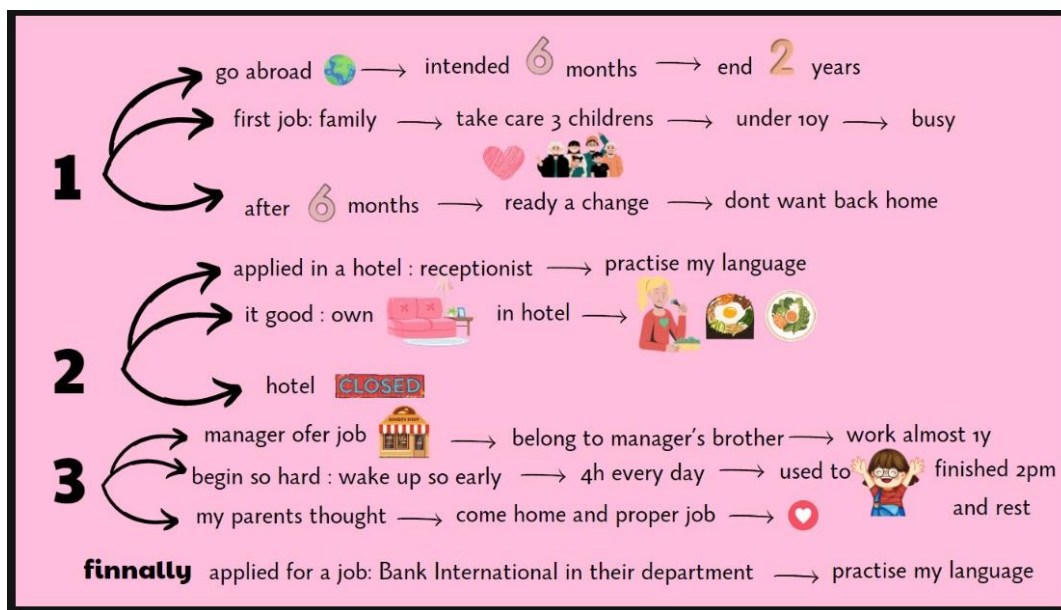 go abroad → intended 6 months → end 2 years
first job: family → take care 3 childrens → under 10y → busy
1
after 6 months → ready a change → dont want back home
applied in a hotel : receptionist → practise my language
it good : own in hotel →
2
hotel CLOSED
manager ofer job → belong to manager's brother → work almost 1y
3
begin so hard : wake up so early → 4h every day → used to finished 2pm
and rest
my parents thought → come home and proper job →
finnally applied for a job: Bank International in their department → practise my language